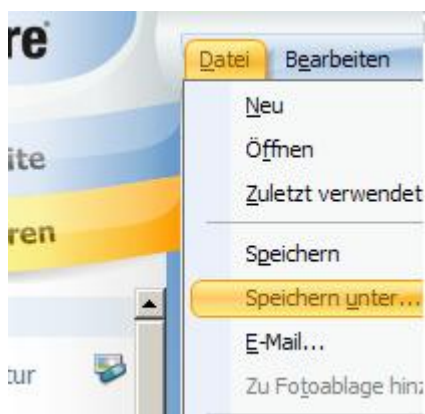 re
Datei Bearbeiten
Neu
ite
Öffnen
Zuletzt verwendet
ren
Speichern
Speichern unter...
E-Mail...
tur
Zu Fotoablage hinz